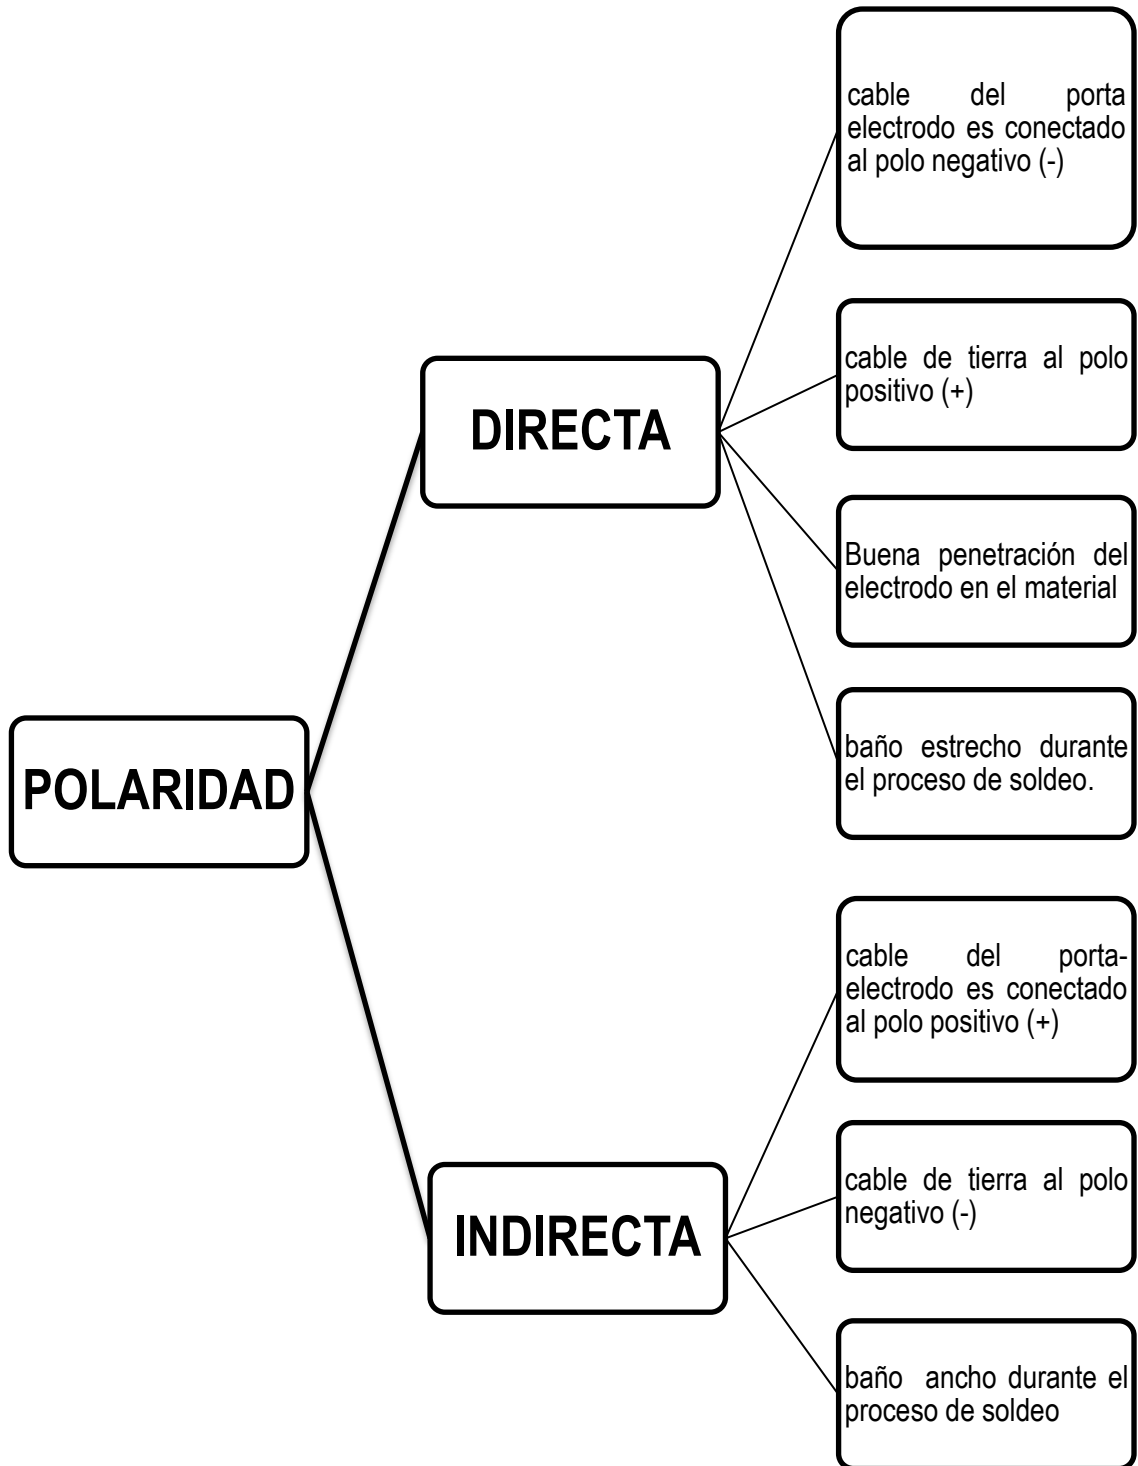 POLARIDAD
DIRECTA
cable del porta
electrodo es conectado
al polo negativo (-)
cable de tierra al polo
positivo (+)
Buena penetración del
electrodo en el material
baño estrecho durante
el proceso de soldeo.
INDIRECTA
cable del porta-
electrodo es conectado
al polo positivo (+)
cable de tierra al polo
negativo (-)
baño ancho durante el
proceso de soldeo